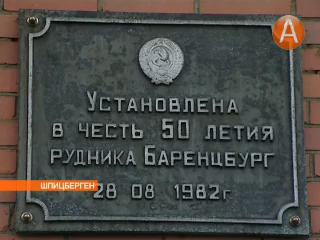 А
УСТАНОВЛЕНА
В ЧЕСТЬ 50 ЛЕТИЯ
РУДНИКА БАРЕНЦБУРГ
28 08 1982г
ШПИЦБЕРГЕН